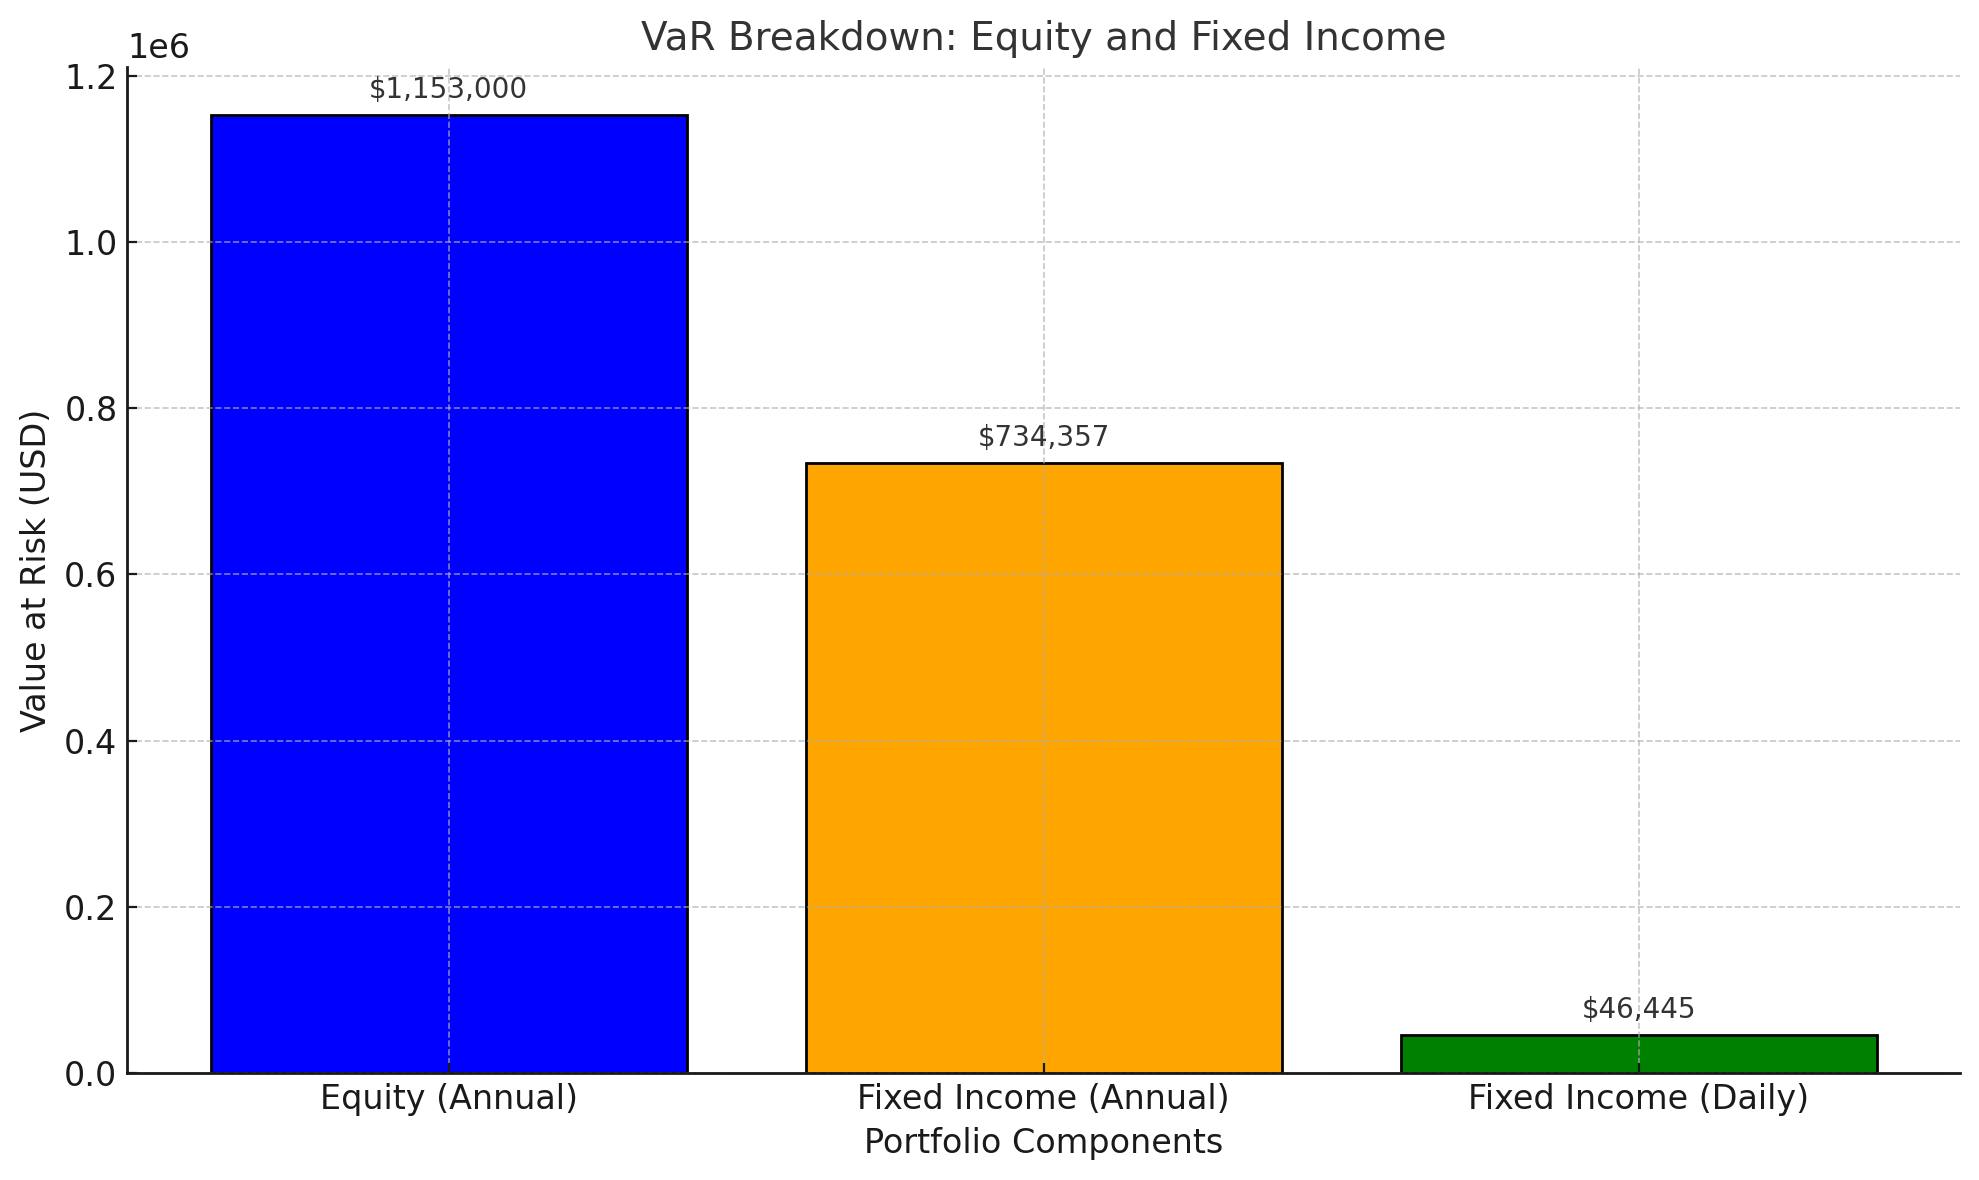 VaR Breakdown: Equity and Fixed Income
1e6
1.2
1.0
0.8
0.6
0.4
0.2
0.0
Value at Risk (USD)
$1,153,000
$734,357
$46,445
Equity (Annual)
Fixed Income (Annual)
Fixed Income (Daily)
Portfolio Components